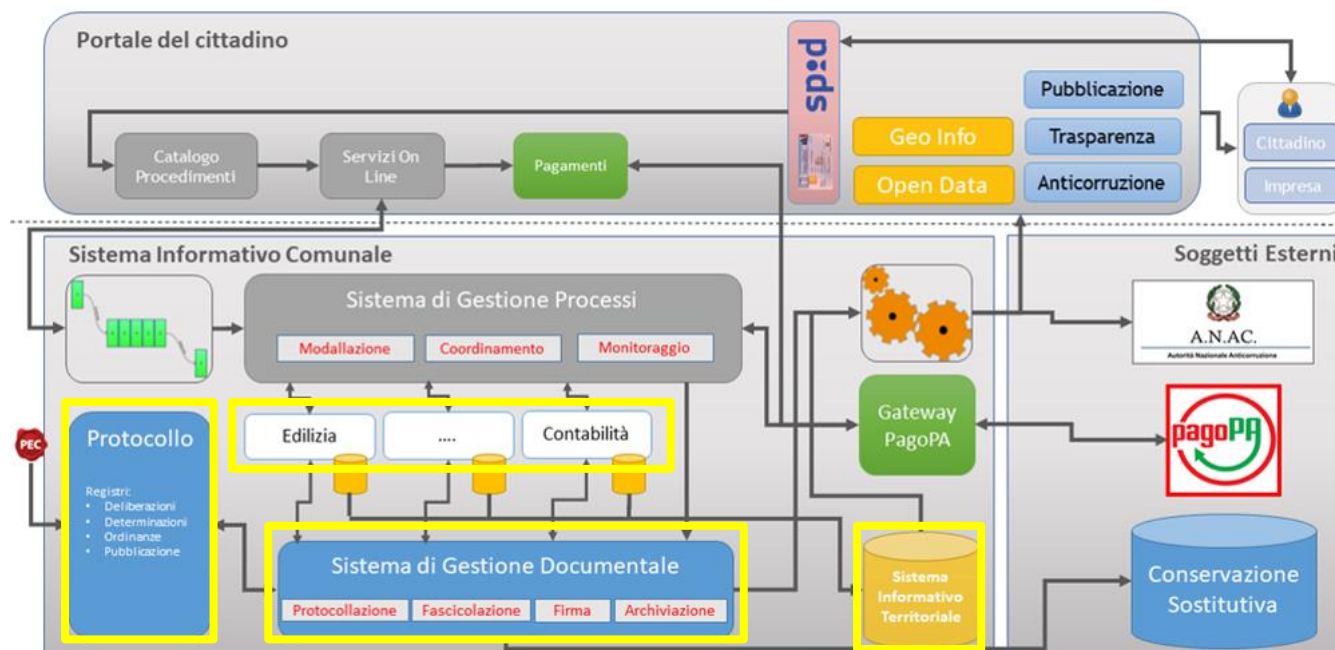 Portale del cittadino
spid
Pubblicazione
Geo Info
Trasparenza
Open Data
Anticorruzione
Cittadino
Impresa
Catalogo
Procedimenti
Servizi On
Line
Pagamenti
Sistema Informativo Comunale
Soggetti Esterni
Sistema di Gestione Processi
Modallazione
Coordinamento
Monitoraggio
A.N.AC.
Autorità Nazionale Anticorruzione
PEC
Protocollo
Registri:
• Deliberazioni
• Determinazioni
• Ordinanze
• Pubblicazione
Edilizia
....
Contabilità
Gateway
PagoPA
pagoPA
Sistema di Gestione Documentale
Protocollazione
Fascicolazione
Firma
Archiviazione
Sistema
Informativo
Territoriale
Conservazione
Sostitutiva